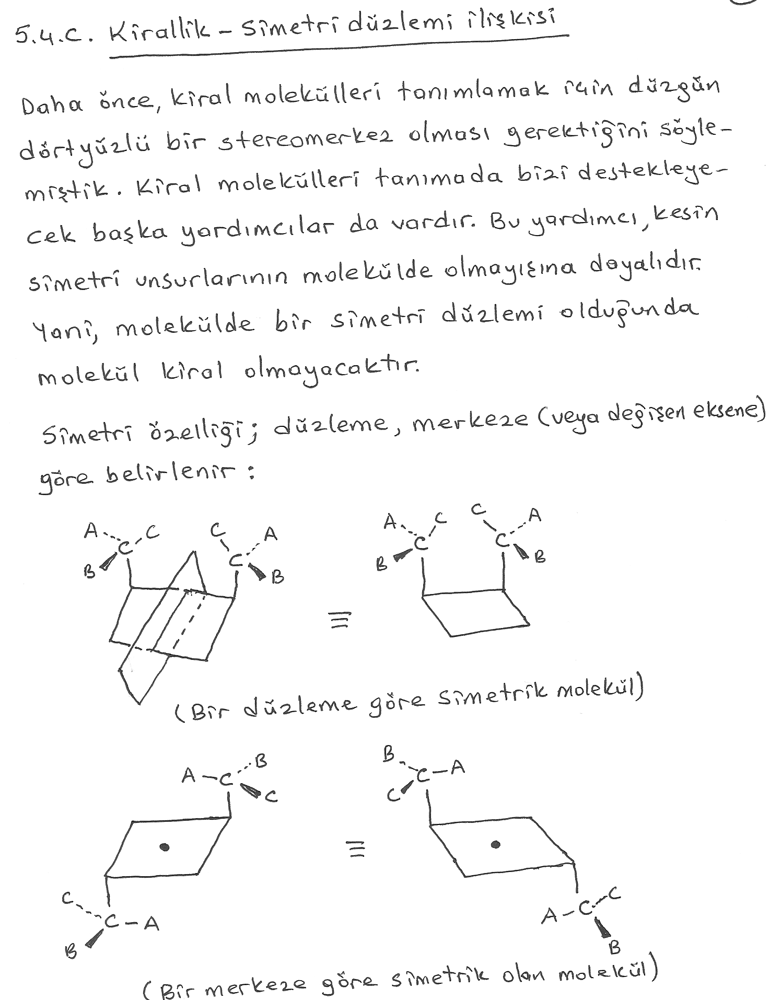 5.4.C. Kirallik – Simetri düzlemi ilişkisi
Daha önce, kiral molekülleri tanımlamak için düzgün
dörtyüzlü bir stereomerkez olması gerektiğini söyle-
miştik. Kiral molekülleri tanımada bizi destekleye-
cek başka yardımcılar da vardır. Bu yardımcı, kesin
simetri unsurlarının molekülde olmayışına dayalıdır.
Yani, molekülde bir simetri düzlemi olduğunda
molekül kiral olmayacaktır.
Simetri özelliği; düzleme, merkeze (veya değişen eksene)
göre belirlenir :
A C C A A C C A
C C C C
B B B B
≡
(Bir düzleme göre simetrik molekül)
A – C B B C – A
C C
≡
C C – A A – C C
B B
(Bir merkeze göre simetrik olan molekül)